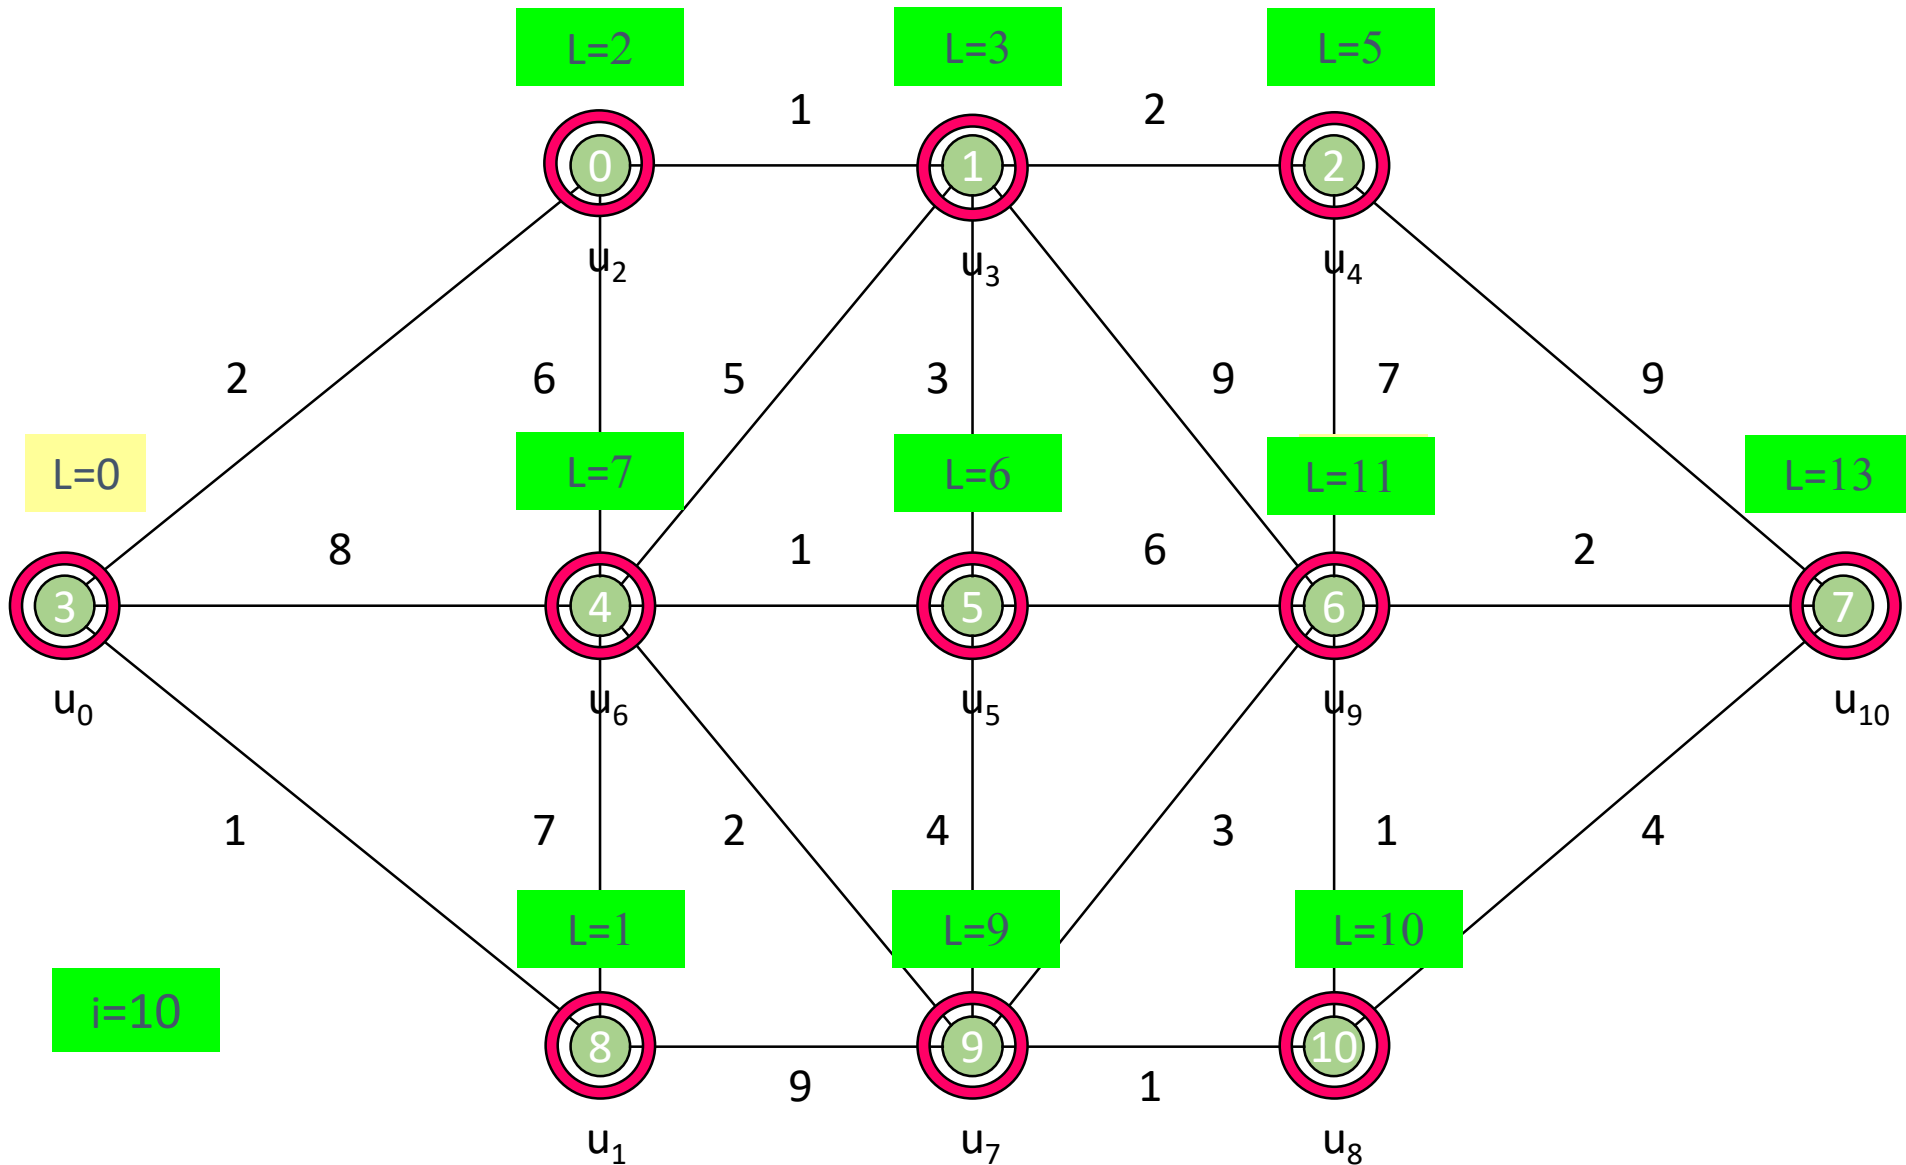 L=2 L=3 L=5
1 2
0 1 2
u2 u3 u4
2 6 5 3 9 7 9
L=0 L=7 L=6 L=11 L=13
8 1 6 2
3 4 5 6 7
u0 u6 u5 u9 u10
1 7 2 4 3 1 4
L=1 L=9 L=10
i=10
8 9 10
9 1
u1 u7 u8